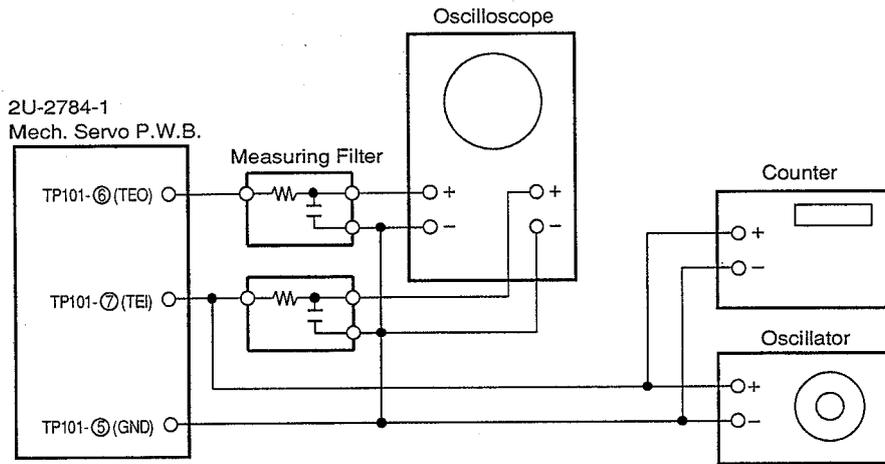 Oscilloscope
2U-2784-1
Mech. Servo P.W.B.
Measuring Filter
TP101-⑥(TEO)
+
+
−
−
Counter
+
−
TP101-⑦(TEI)
Oscillator
+
−
TP101-⑤(GND)